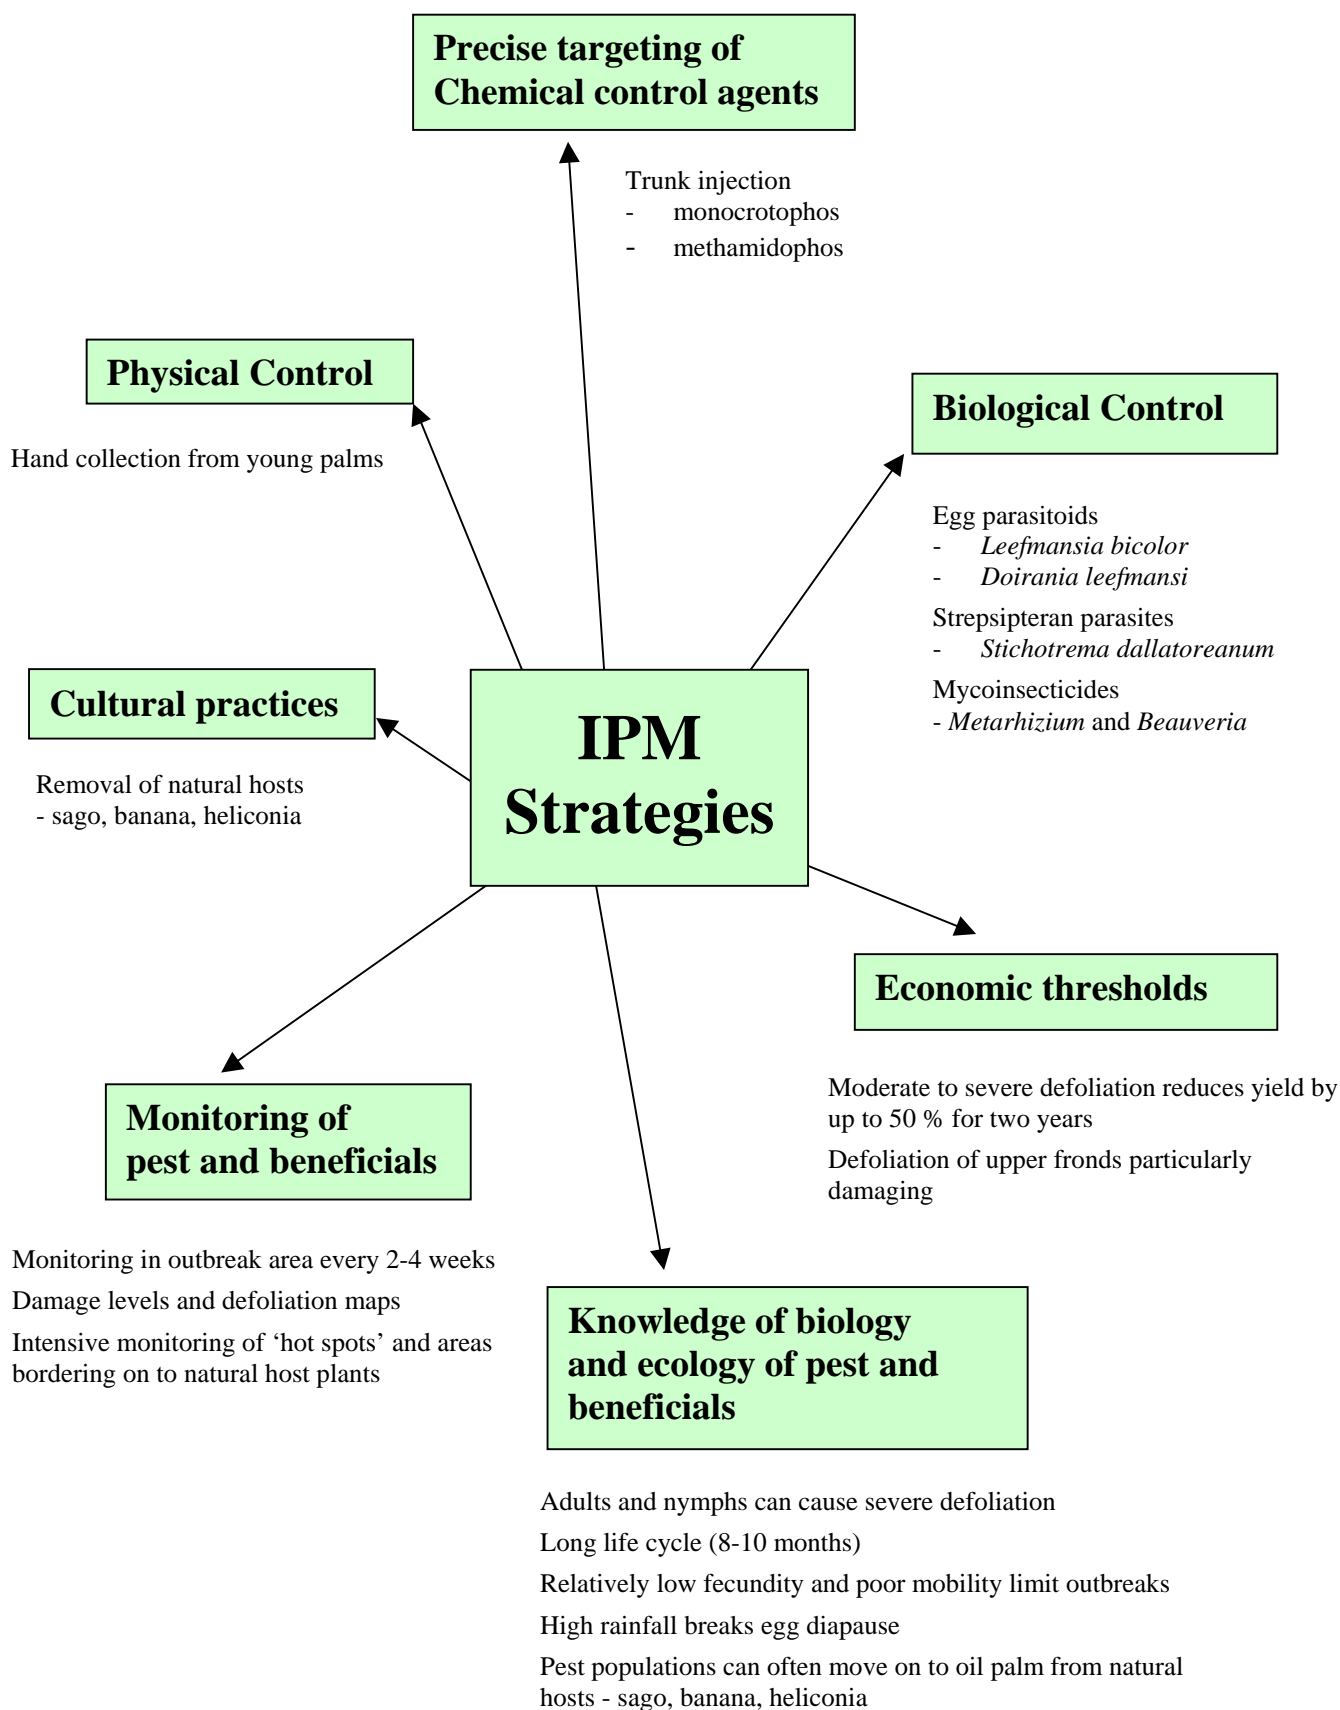 Precise targeting of
Chemical control agents
Trunk injection
- monocrotophos
- methamidophos
Physical Control
Hand collection from young palms
Biological Control
Egg parasitoids
- Leefmansia bicolor
- Doirania leefmansi
Strepsipteran parasites
- Stichotrema dallatoreanum
Mycoinsecticides
- Metarhizium and Beauveria
Cultural practices
Removal of natural hosts
- sago, banana, heliconia
IPM
Strategies
Economic thresholds
Moderate to severe defoliation reduces yield by
up to 50 % for two years
Defoliation of upper fronds particularly
damaging
Monitoring of
pest and beneficials
Monitoring in outbreak area every 2-4 weeks
Damage levels and defoliation maps
Intensive monitoring of ‘hot spots’ and areas
bordering on to natural host plants
Knowledge of biology
and ecology of pest and
beneficials
Adults and nymphs can cause severe defoliation
Long life cycle (8-10 months)
Relatively low fecundity and poor mobility limit outbreaks
High rainfall breaks egg diapause
Pest populations can often move on to oil palm from natural
hosts - sago, banana, heliconia